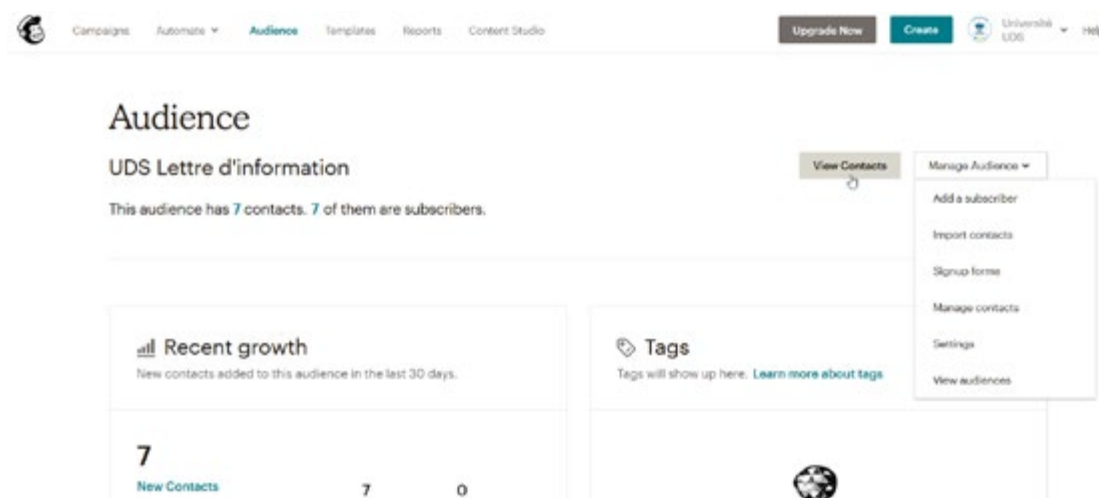 Campaigns Automate Audience Templates Reports Content Studio Upgrade Now Create Université UDS Help
Audience
UDS Lettre d'information
View Contacts Manage Audience
This audience has 7 contacts. 7 of them are subscribers.
Add a subscriber
Import contacts
Signup forms
Manage contacts
Settings
View audiences
Recent growth
New contacts added to this audience in the last 30 days.
Tags
Tags will show up here. Learn more about tags
7
New Contacts
7 0